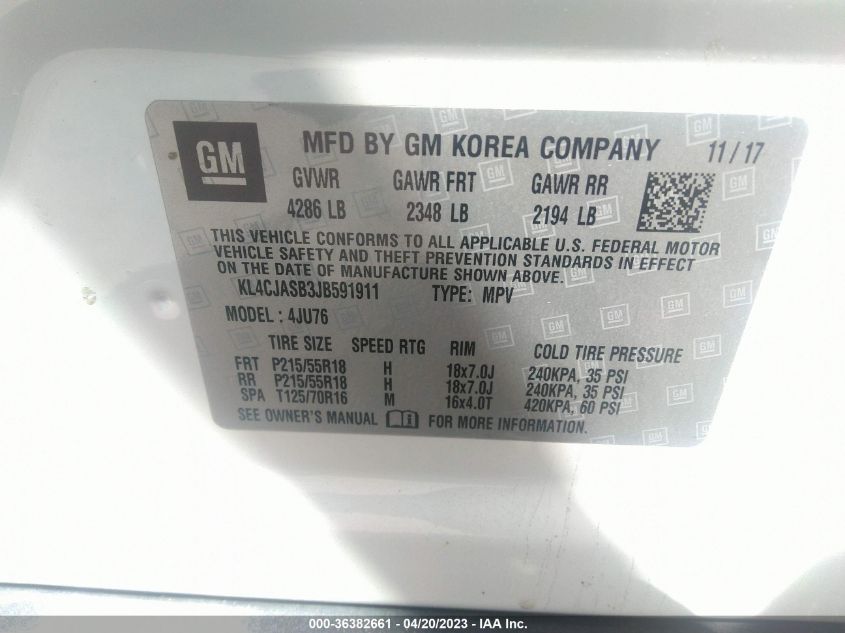 GM MFD BY GM KOREA COMPANY 11/17
GVWR GAWR FRT GAWR RR
4286 LB 2348 LB 2194 LB
THIS VEHICLE CONFORMS TO ALL APPLICABLE U.S. FEDERAL MOTOR
VEHICLE SAFETY AND THEFT PREVENTION STANDARDS IN EFFECT
ON THE DATE OF MANUFACTURE SHOWN ABOVE.
KL4CJASB3JB591911 TYPE: MPV
MODEL: 4JU76
TIRE SIZE SPEED RTG RIM COLD TIRE PRESSURE
FRT P215/55R18 H 18x7.0J 240KPA, 35 PSI
RR P215/55R18 H 18x7.0J 240KPA, 35 PSI
SPA T125/70R16 M 16x4.0T 420KPA, 60 PSI
SEE OWNER'S MANUAL FOR MORE INFORMATION.
000-36382661 - 04/20/2023 - IAA Inc.